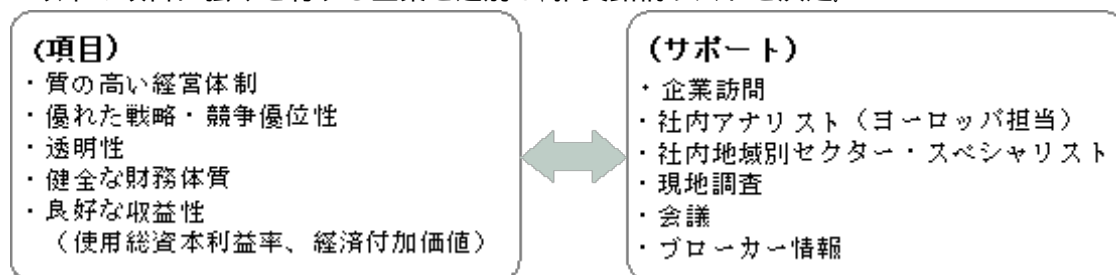 (項目)
・質の高い経営体制
・優れた戦略・競争優位性
・透明性
・健全な財務体質
・良好な収益性
（使用総資本利益率、経済付加価値）
(サポート)
・企業訪問
・社内アナリスト（ヨーロッパ担当）
・社内地域別セクター・スペシャリスト
・現地調査
・会議
・ブローカー情報